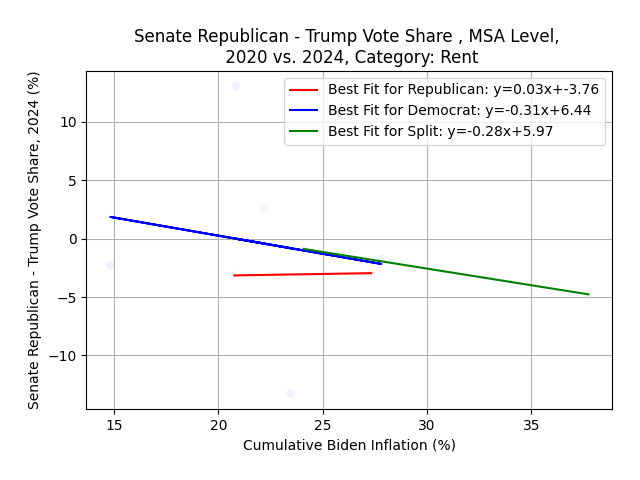 Senate Republican - Trump Vote Share , MSA Level,
2020 vs. 2024, Category: Rent
Best Fit for Republican: y=0.03x+-3.76
Best Fit for Democrat: y=-0.31x+6.44
Best Fit for Split: y=-0.28x+5.97
Senate Republican - Trump Vote Share, 2024 (%)
10
5
0
−5
−10
15
20
25
30
35
Cumulative Biden Inflation (%)